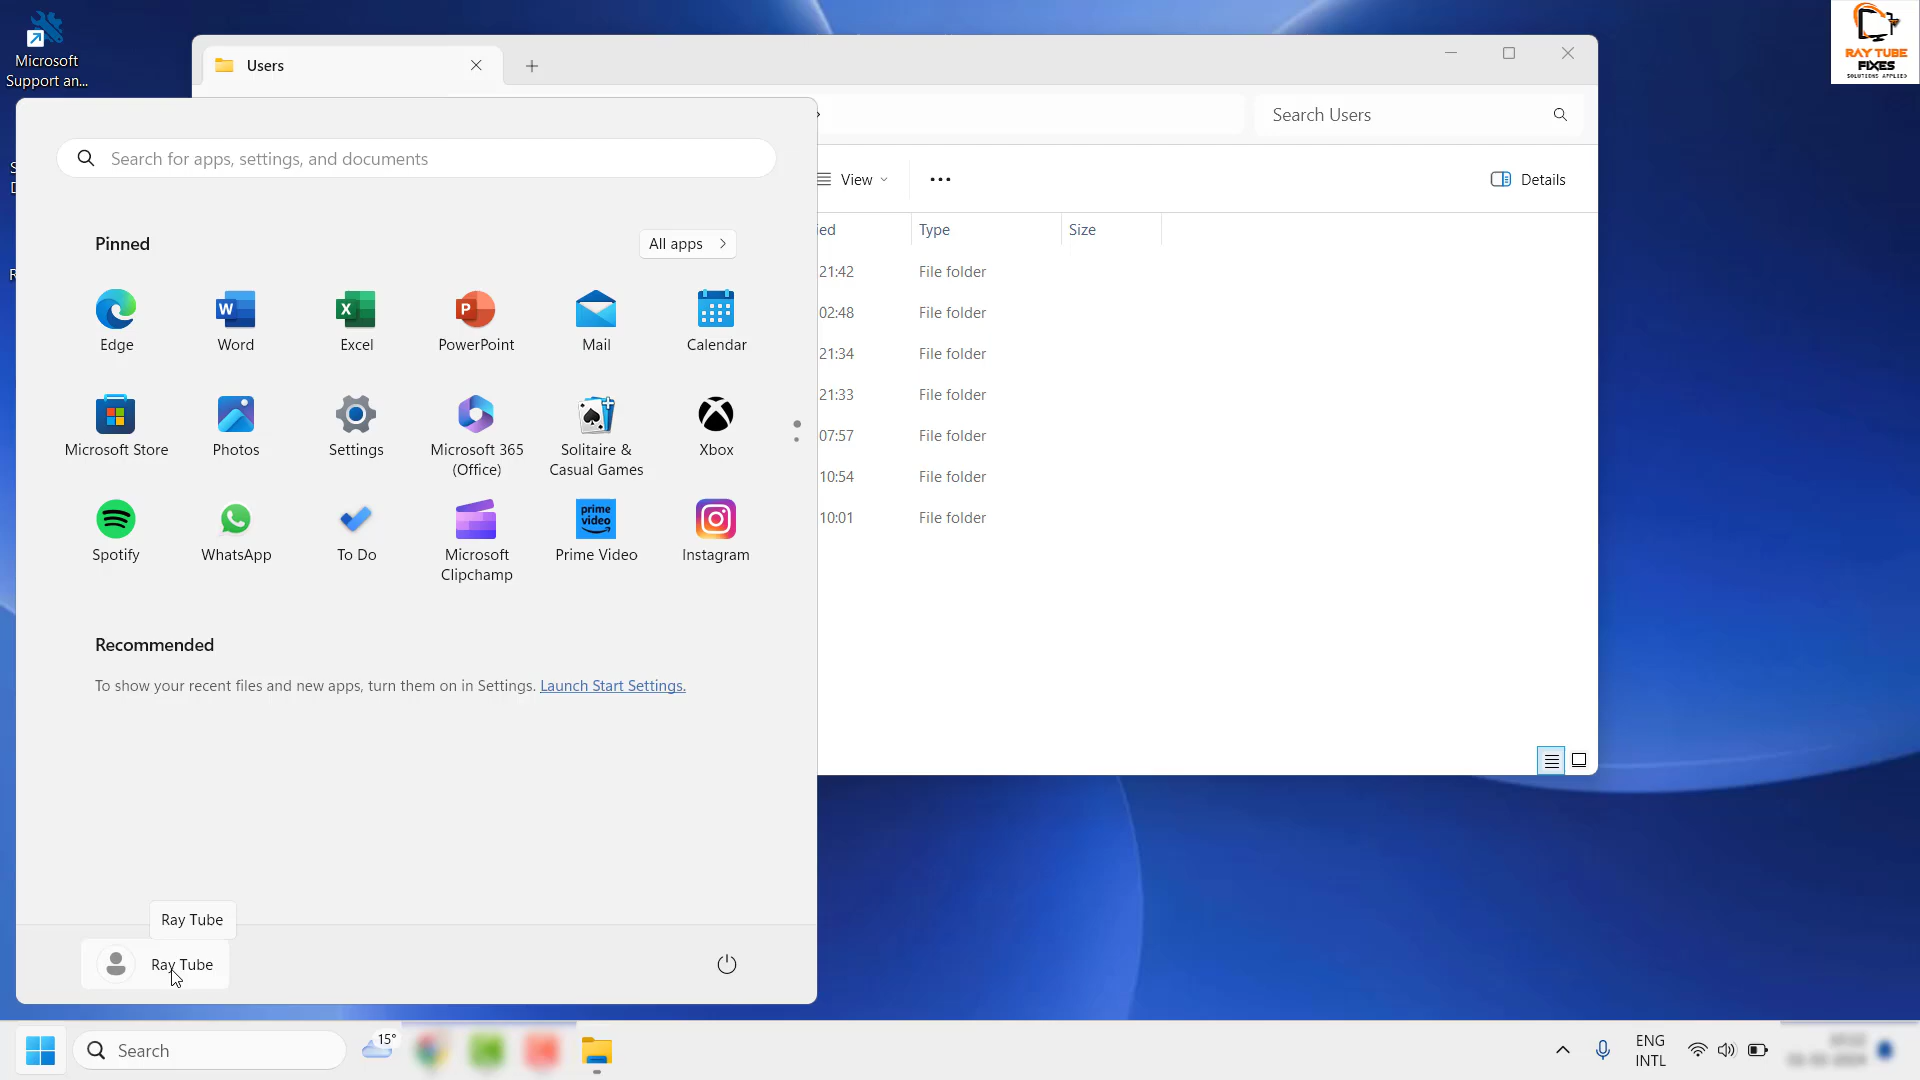 Microsoft
Support an...
RAY TUBE
FIXES
SOLUTIONS APPLIED
Users
Search Users
View
Details
Type
Size
21:42 File folder
02:48 File folder
21:34 File folder
21:33 File folder
07:57 File folder
10:54 File folder
10:01 File folder
Search for apps, settings, and documents
Pinned
All apps
Edge
Word
Excel
PowerPoint
Mail
Calendar
Microsoft Store
Photos
Settings
Microsoft 365
(Office)
Solitaire &
Casual Games
Xbox
Spotify
WhatsApp
To Do
Microsoft
Clipchamp
prime
video
Prime Video
Instagram
Recommended
To show your recent files and new apps, turn them on in Settings. Launch Start Settings.
Ray Tube
Ray Tube
Search
15°
ENG
INTL